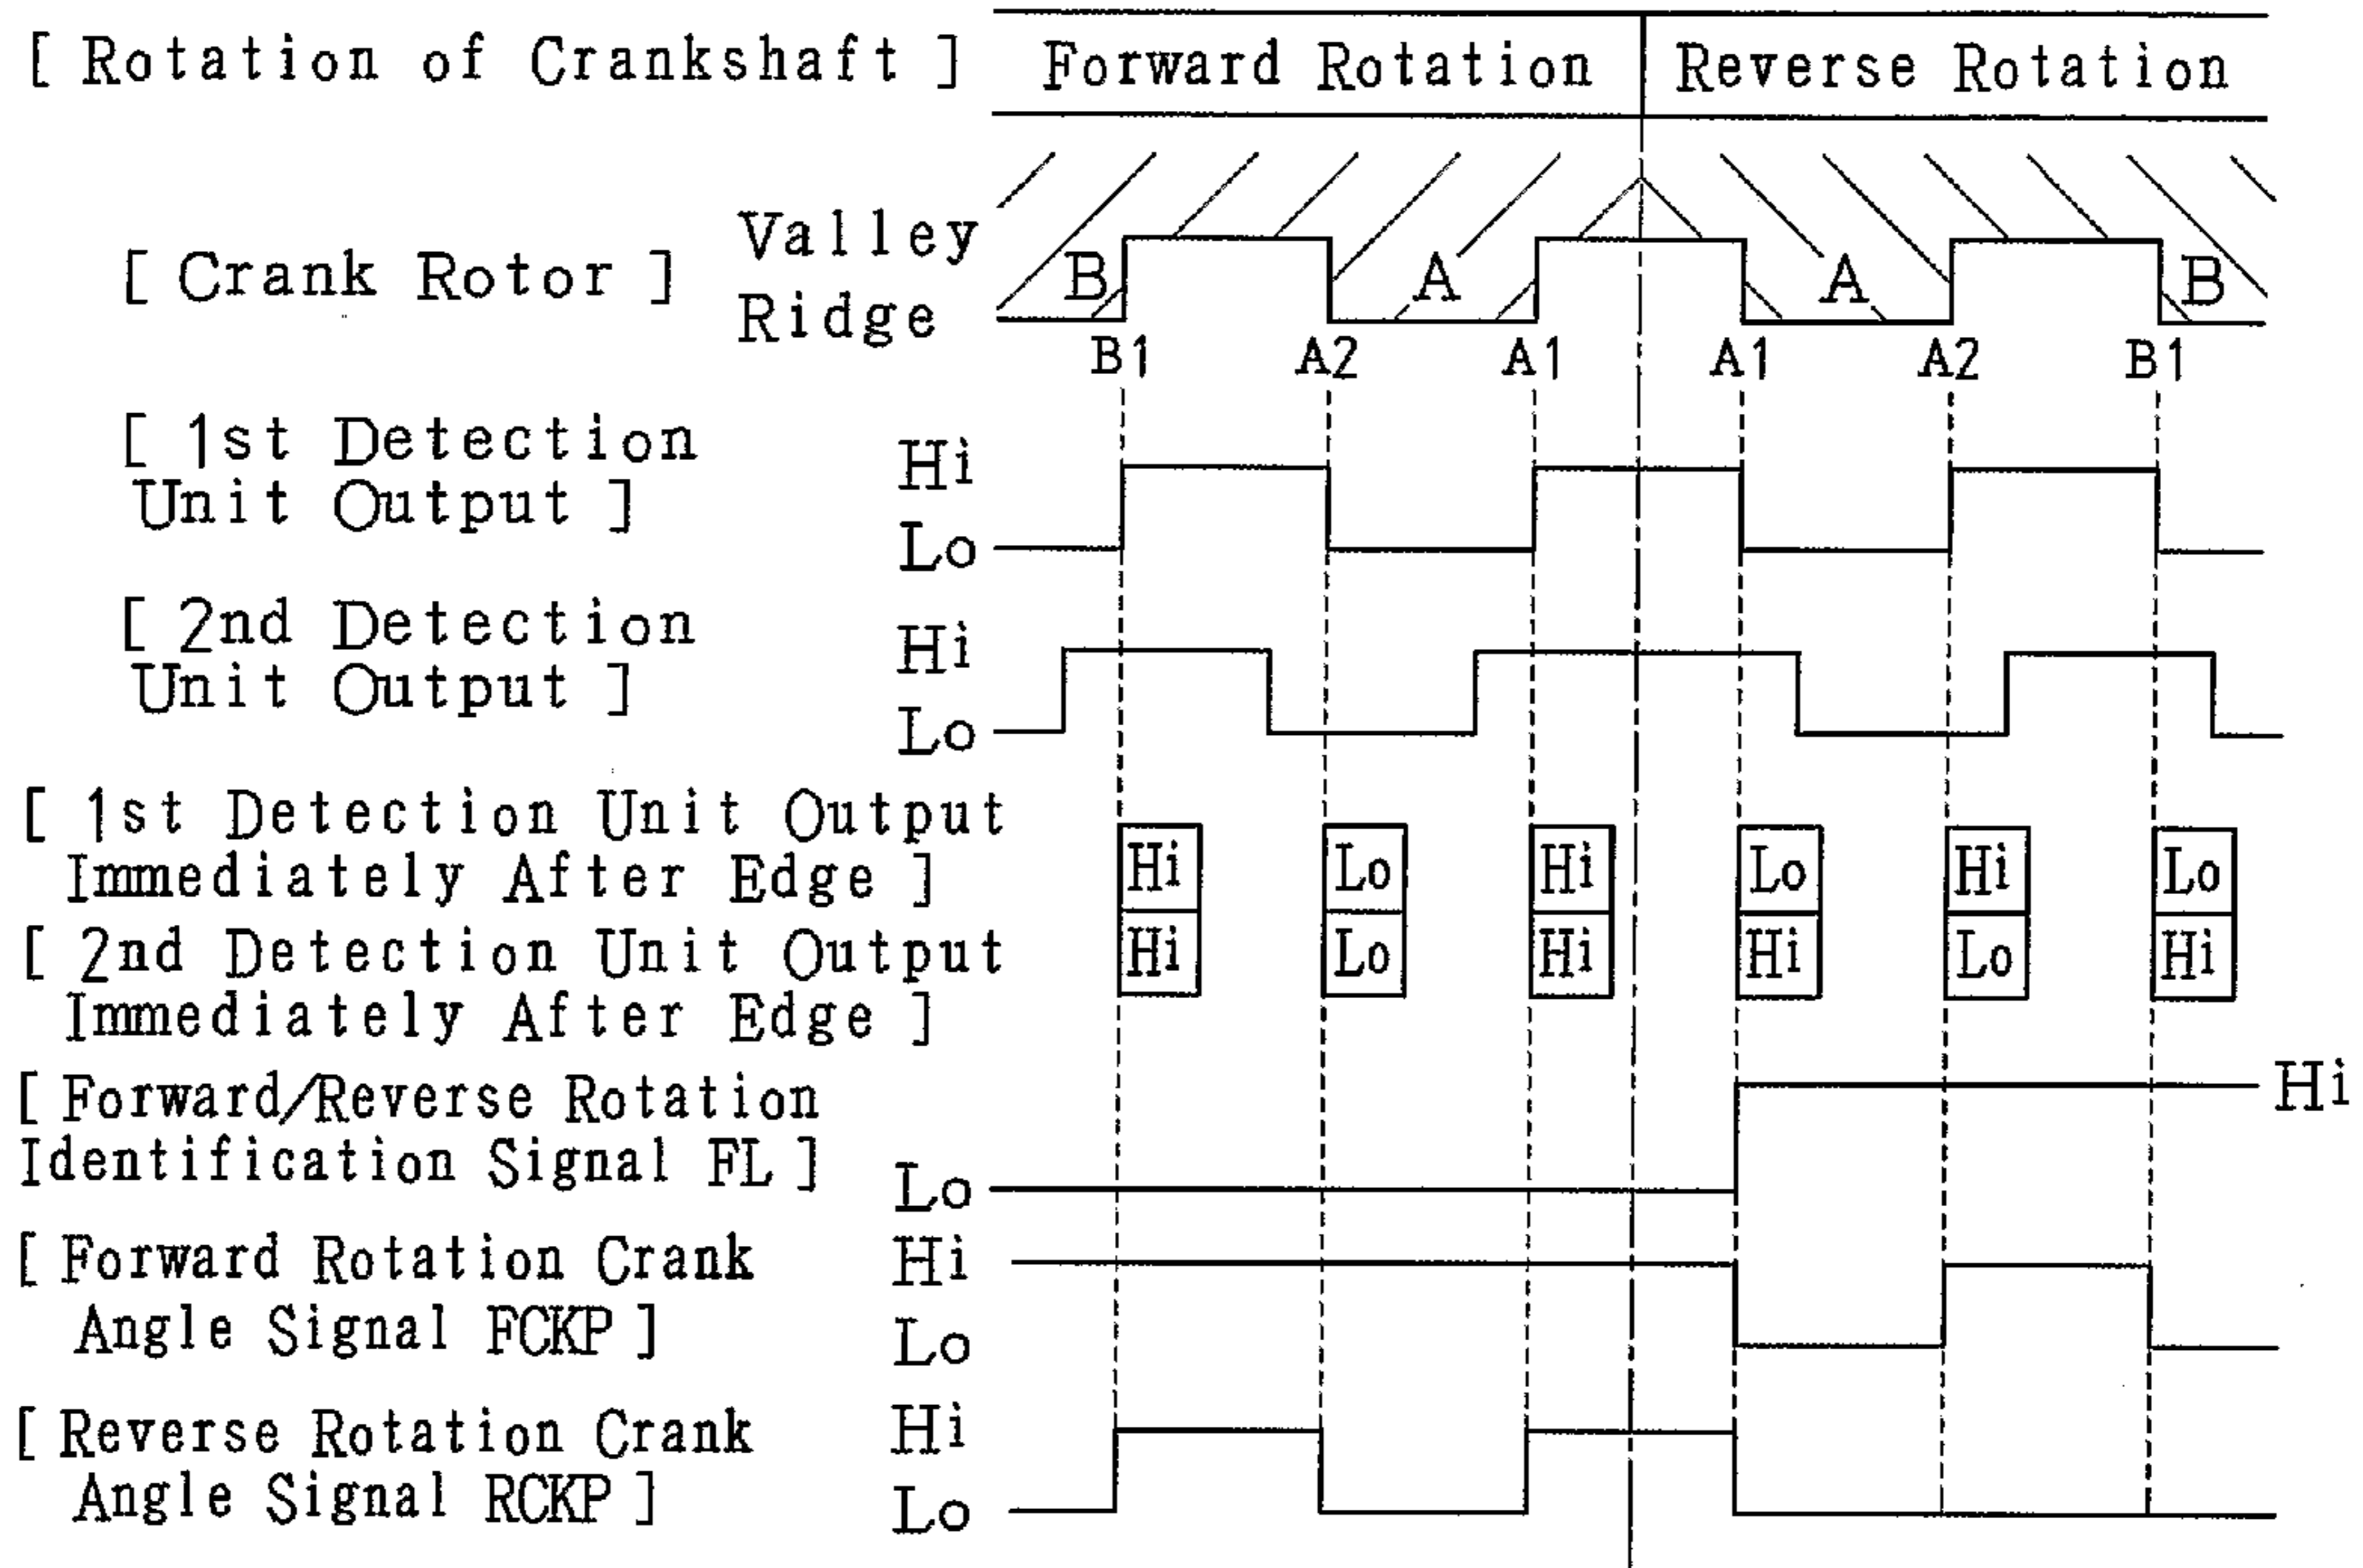 [ Rotation of Crankshaft ] Forward Rotation Reverse Rotation
[ Crank Rotor ] Valley
Ridge
B A A B
B1 A2 A1 A1 A2 B1
[ 1st Detection
Unit Output ]
Hi
Lo
[ 2nd Detection
Unit Output ]
Hi
Lo
[ 1st Detection Unit Output
Immediately After Edge ]
Hi Lo Hi Lo Hi Lo
[ 2nd Detection Unit Output
Immediately After Edge ]
Hi Lo Hi Hi Lo Hi
[ Forward/Reverse Rotation
Identification Signal FL ]
Hi
Lo
[ Forward Rotation Crank
Angle Signal FCKP ]
Hi
Lo
[ Reverse Rotation Crank
Angle Signal RCKP ]
Hi
Lo